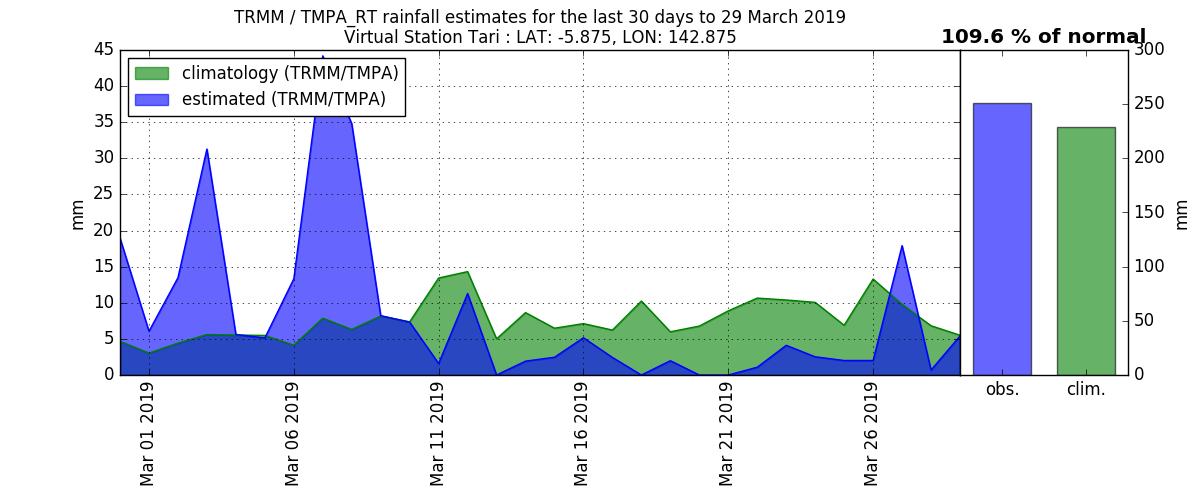 TRMM / TMPA_RT rainfall estimates for the last 30 days to 29 March 2019
Virtual Station Tari : LAT: -5.875, LON: 142.875
109.6 % of normal
climatology (TRMM/TMPA)
estimated (TRMM/TMPA)
45
40
35
30
25
20
15
10
5
0
mm
Mar 01 2019
Mar 06 2019
Mar 11 2019
Mar 16 2019
Mar 21 2019
Mar 26 2019
obs.
clim.
300
250
200
150
100
50
0
mm